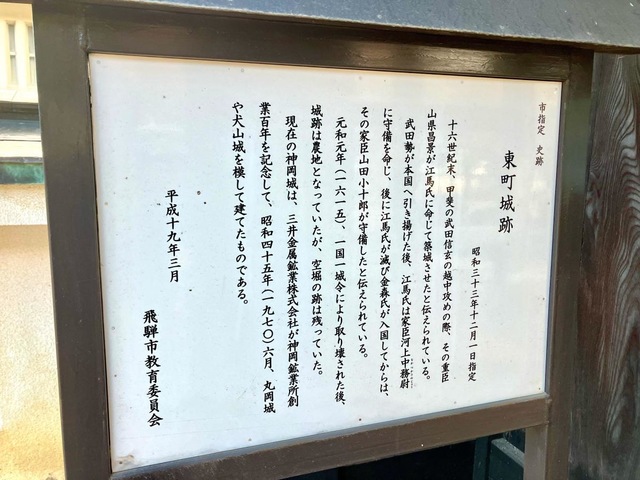 市指定　史跡
東町城跡
昭和三十三年十二月一日指定
十六世紀末、甲斐の武田信玄の越中攻めの際、その重臣
山県昌景が江馬氏に命じて築城させたと伝えられている。
武田勢が本国へ引き揚げた後、江馬氏は家臣河上中務尉
に守備を命じ、後に江馬氏が滅び金森氏が入国してからは、
その家臣山田小十郎が守備したと伝えられている。
元和元年（一六一五）、一国一城令により取り壊された後、
城跡は農地となっていたが、空堀の跡は残っていた。
現在の神岡城は、三井金属鉱業株式会社が神岡鉱業所創
業百年を記念して、昭和四十五年（一九七〇）六月、丸岡城
や犬山城を模して建てたものである。
平成十九年三月
飛騨市教育委員会